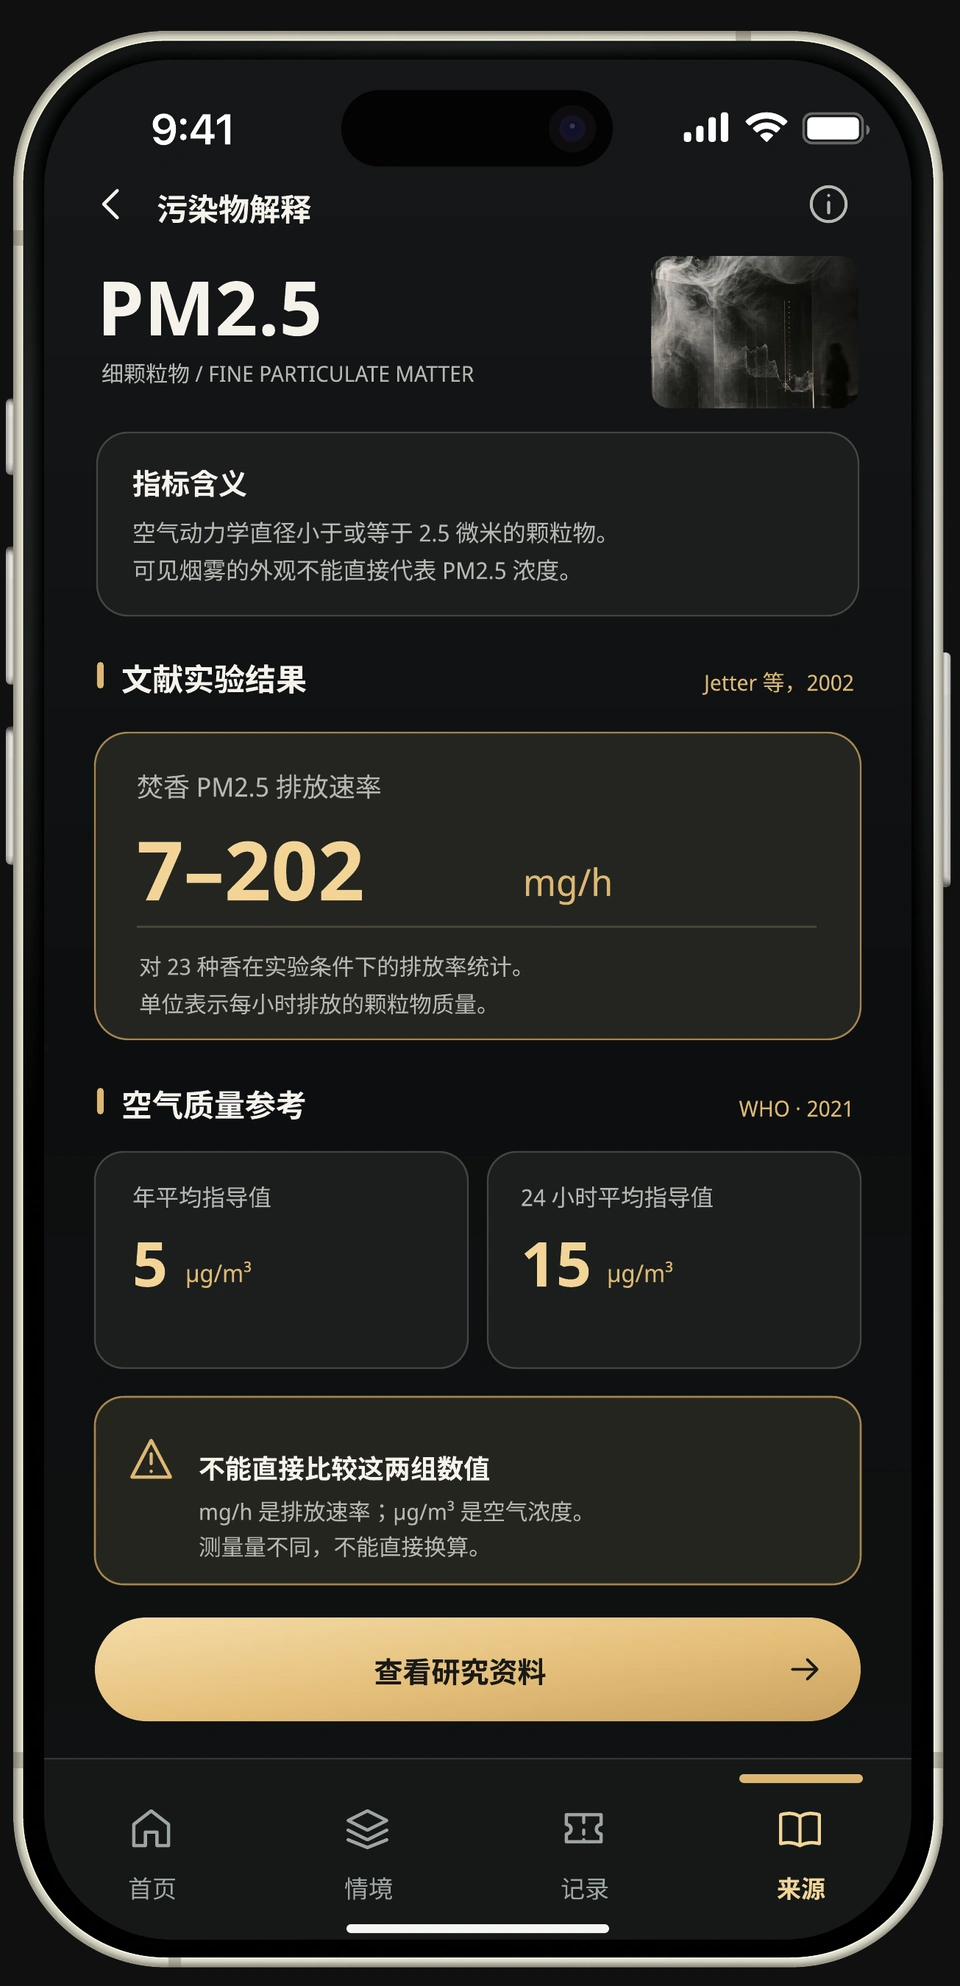 9:41
污染物解释
PM2.5
细颗粒物 / FINE PARTICULATE MATTER
指标含义
空气动力学直径小于或等于 2.5 微米的颗粒物。
可见烟雾的外观不能直接代表 PM2.5 浓度。
文献实验结果
Jetter 等，2002
焚香 PM2.5 排放速率
7–202 mg/h
对 23 种香在实验条件下的排放率统计。
单位表示每小时排放的颗粒物质量。
空气质量参考
WHO · 2021
年平均指导值
5 μg/m³
24 小时平均指导值
15 μg/m³
不能直接比较这两组数值
mg/h 是排放速率；μg/m³ 是空气浓度。
测量量不同，不能直接换算。
查看研究资料
首页
情境
记录
来源